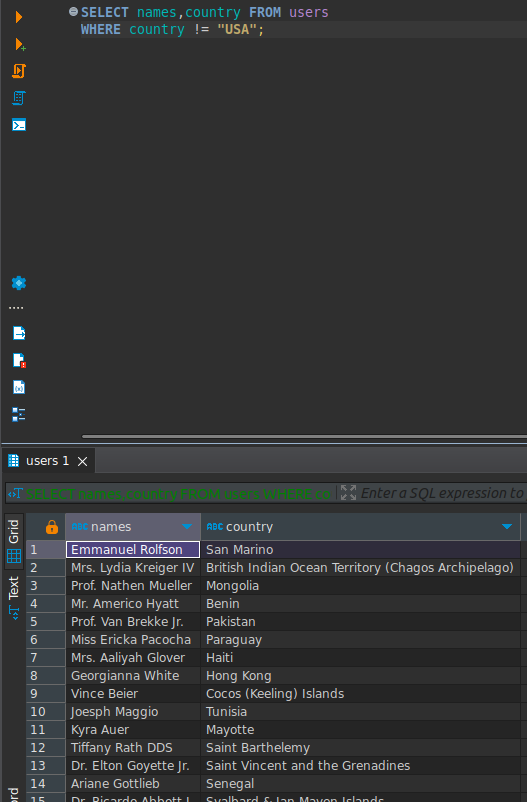 SELECT names,country FROM users
WHERE country != "USA";
users 1
SELECT names,country FROM users WHERE co
Enter a SQL expression to
Grid
Text
ABC names
ABC country
1 Emmanuel Rolfson San Marino
2 Mrs. Lydia Kreiger IV British Indian Ocean Territory (Chagos Archipelago)
3 Prof. Nathen Mueller Mongolia
4 Mr. Americo Hyatt Benin
5 Prof. Van Brekke Jr. Pakistan
6 Miss Ericka Pacocha Paraguay
7 Mrs. Aaliyah Glover Haiti
8 Georgianna White Hong Kong
9 Vince Beier Cocos (Keeling) Islands
10 Joesph Maggio Tunisia
11 Kyra Auer Mayotte
12 Tiffany Rath DDS Saint Barthelemy
13 Dr. Elton Goyette Jr. Saint Vincent and the Grenadines
14 Ariane Gottlieb Senegal
15 Dr. Ricardo Abbott Svalbard & Jan Mayen Islands